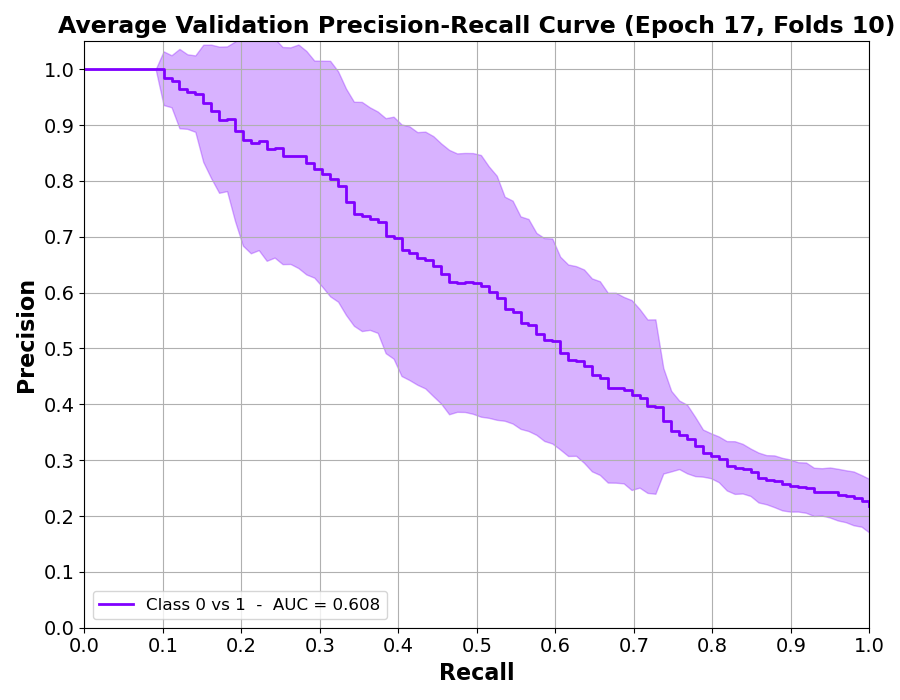 Average Validation Precision-Recall Curve (Epoch 17, Folds 10)
Precision
1.0
0.9
0.8
0.7
0.6
0.5
0.4
0.3
0.2
0.1
0.0
Class 0 vs 1 - AUC = 0.608
0.0 0.1 0.2 0.3 0.4 0.5 0.6 0.7 0.8 0.9 1.0
Recall